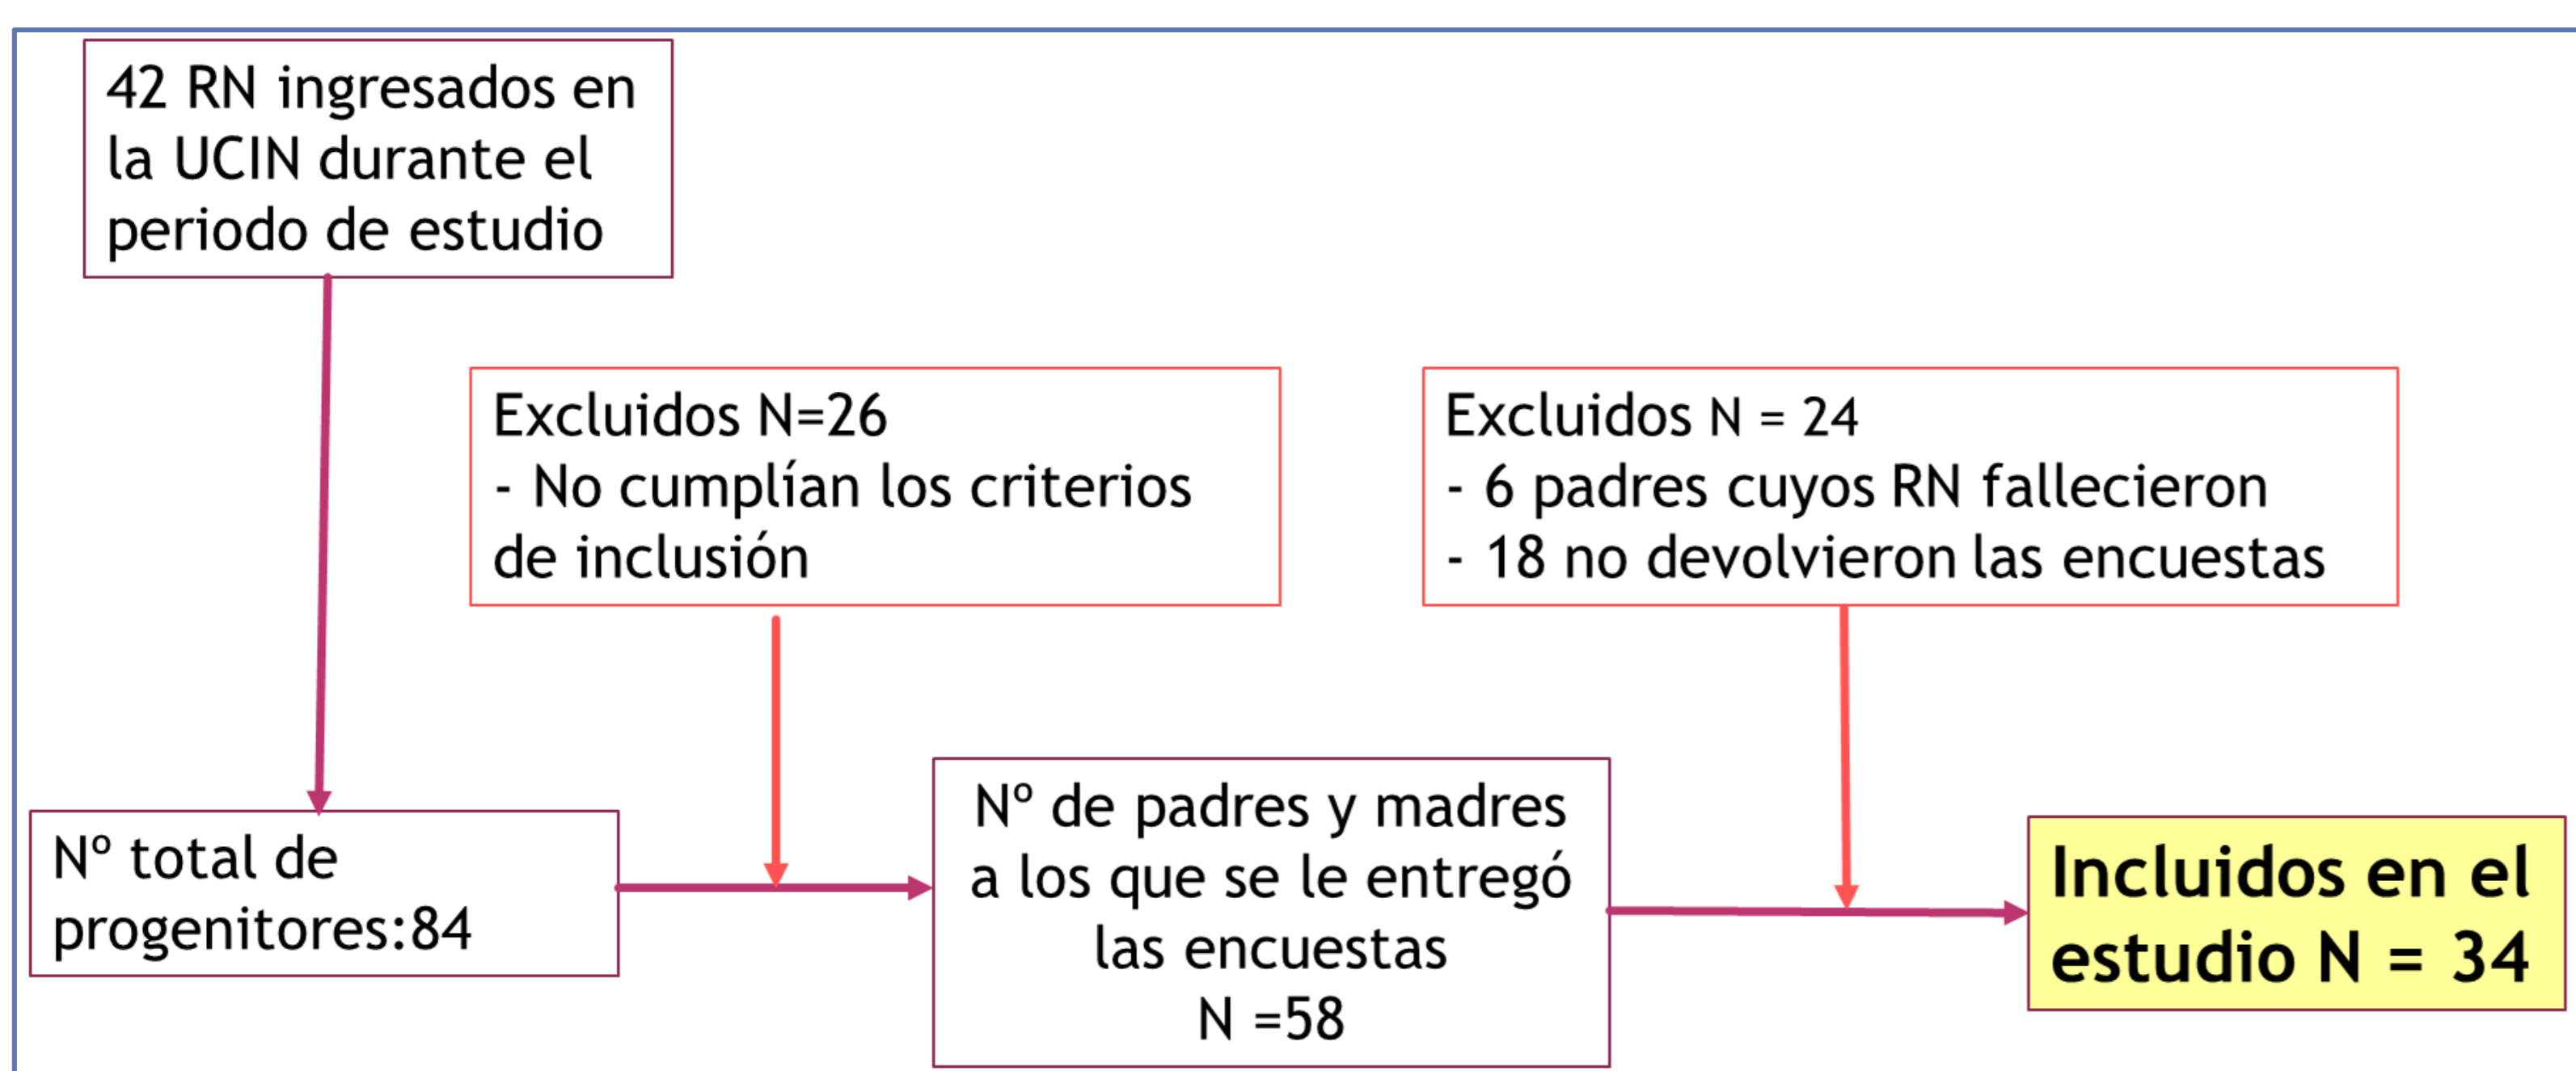 42 RN ingresados en
la UCIN durante el
periodo de estudio
Excluidos N=26
- No cumplían los criterios
de inclusión
Excluidos N = 24
- 6 padres cuyos RN fallecieron
- 18 no devolvieron las encuestas
Nº total de
progenitores:84
Nº de padres y madres
a los que se le entregó
las encuestas
N =58
Incluidos en el
estudio N = 34